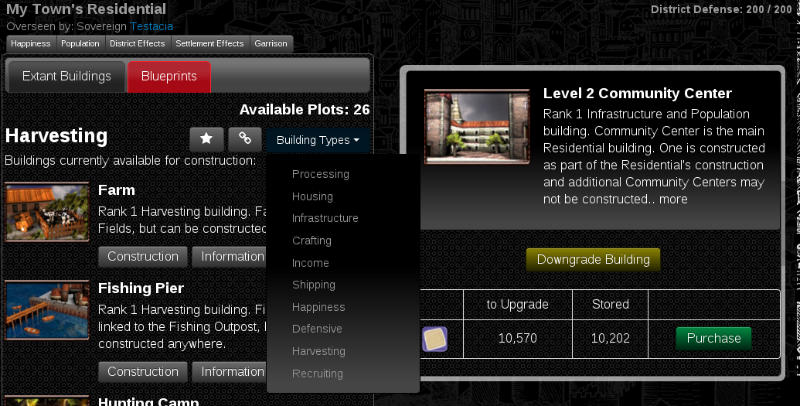 My Town's Residential
District Defense: 200 / 200
Overseen by: Sovereign Testacia
Happiness Population District Effects Settlement Effects Garrison
Extant Buildings Blueprints
Available Plots: 26
Harvesting
Building Types
Buildings currently available for construction:
Farm
Rank 1 Harvesting building. Fa
Fields, but can be constructed
Construction Information
Fishing Pier
Rank 1 Harvesting building. Fi
linked to the Fishing Outpost,
constructed anywhere.
Construction Information
Hunting Camp
Processing
Housing
Infrastructure
Crafting
Income
Shipping
Happiness
Defensive
Harvesting
Recruiting
Level 2 Community Center
Rank 1 Infrastructure and Population
building. Community Center is the main
Residential building. One is constructed
as part of the Residential's construction
and additional Community Centers may
not be constructed.. more
Downgrade Building
to Upgrade Stored
10,570 10,202 Purchase